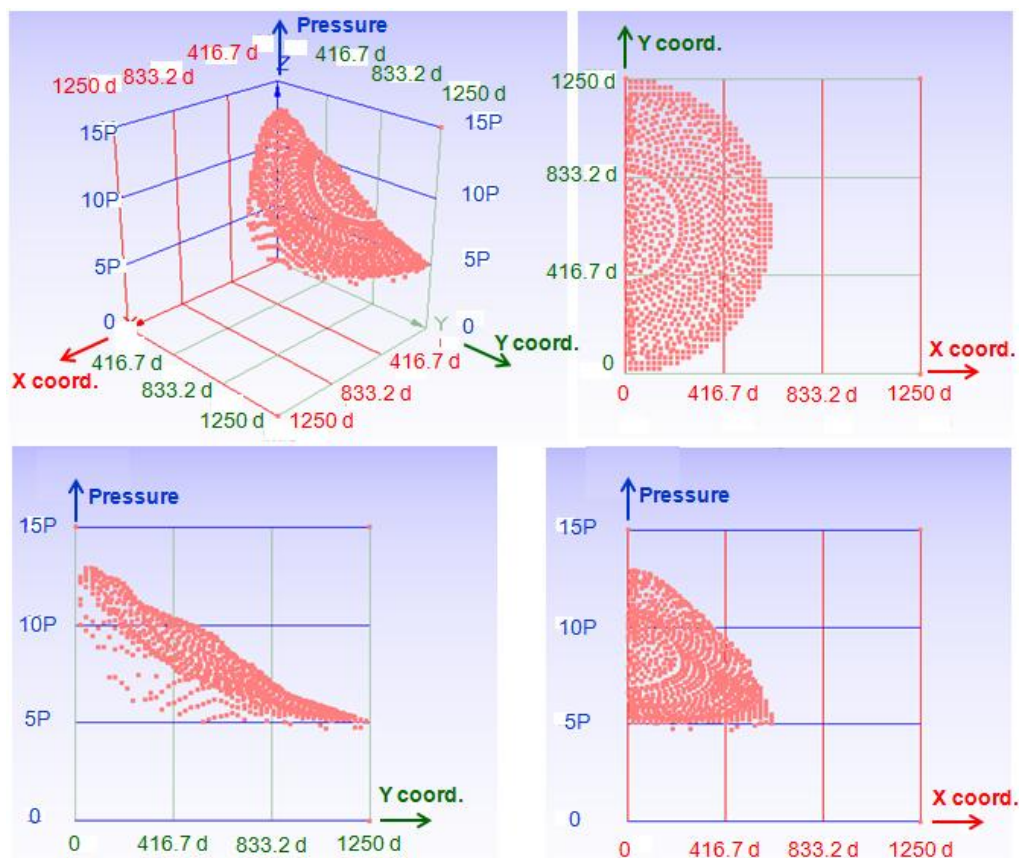 Pressure
416.7 d
416.7 d
833.2 d
833.2 d
1250 d
1250 d
Z
15P
15P
10P
10P
5P
5P
0
Y
0
X coord.
416.7 d
416.7 d
Y coord.
833.2 d
833.2 d
1250 d
1250 d
Y coord.
1250 d
833.2 d
416.7 d
0
X coord.
0
416.7 d
833.2 d
1250 d
Pressure
15P
10P
5P
0
Y coord.
0
416.7 d
833.2 d
1250 d
Pressure
15P
10P
5P
0
X coord.
0
416.7 d
833.2 d
1250 d